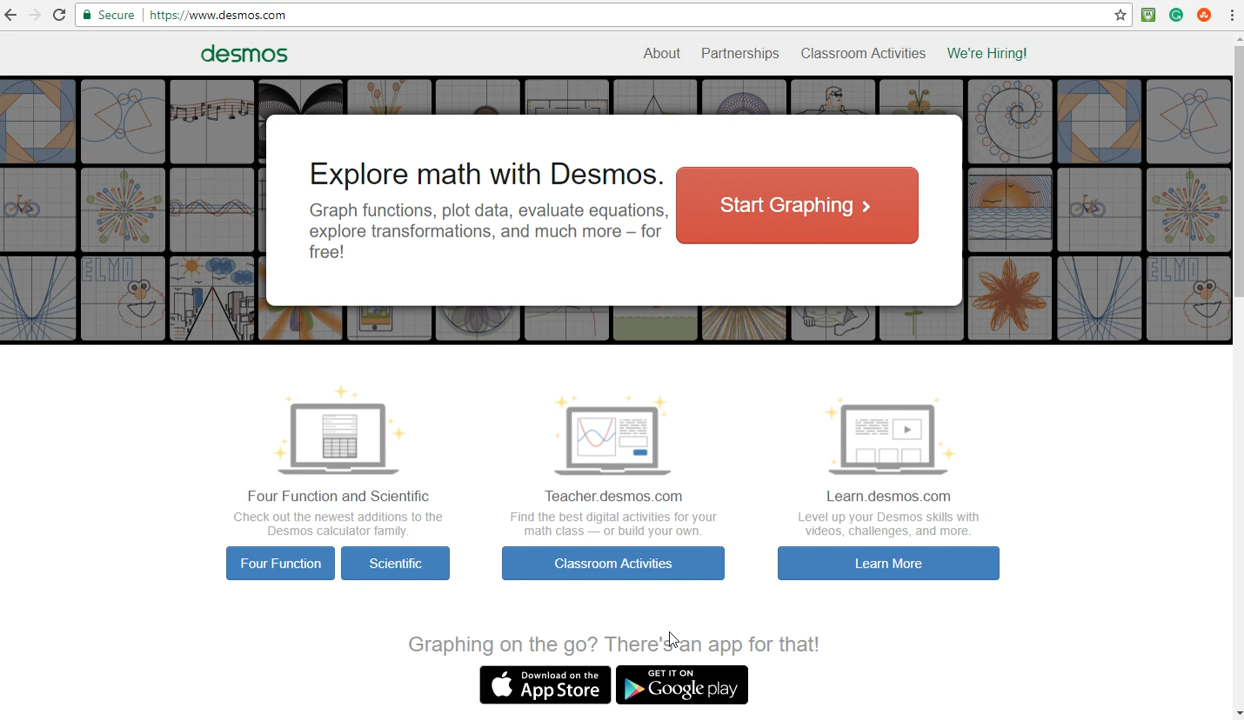 Secure
https://www.desmos.com
desmos
About Partnerships Classroom Activities We're Hiring!
Explore math with Desmos.
Graph functions, plot data, evaluate equations,
explore transformations, and much more – for
free!
Start Graphing ›
ELMO
ELMO
Four Function and Scientific
Check out the newest additions to the
Desmos calculator family.
Four Function
Scientific
Teacher.desmos.com
Find the best digital activities for your
math class — or build your own.
Classroom Activities
Learn.desmos.com
Level up your Desmos skills with
videos, challenges, and more.
Learn More
Graphing on the go? There's an app for that!
Download on the
App Store
GET IT ON
Google play